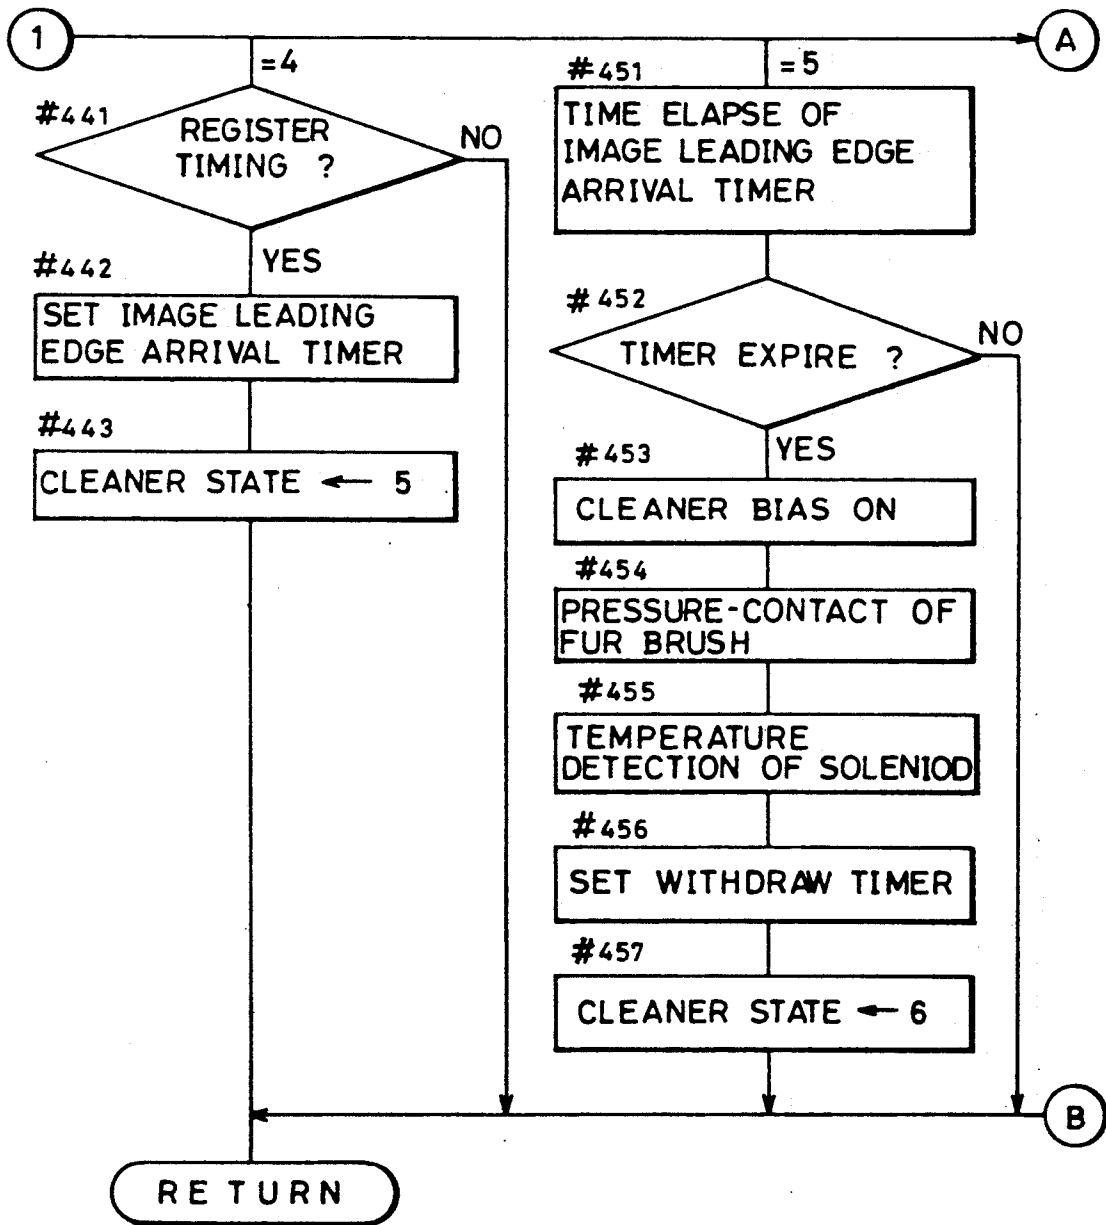 1
A
=4
#441
REGISTER
TIMING ?
NO
YES
#442
SET IMAGE LEADING
EDGE ARRIVAL TIMER
#443
CLEANER STATE ← 5
=5
#451
TIME ELAPSE OF
IMAGE LEADING EDGE
ARRIVAL TIMER
#452
TIMER EXPIRE ?
NO
YES
#453
CLEANER BIAS ON
#454
PRESSURE-CONTACT OF
FUR BRUSH
#455
TEMPERATURE
DETECTION OF SOLENIOD
#456
SET WITHDRAW TIMER
#457
CLEANER STATE ← 6
B
RETURN